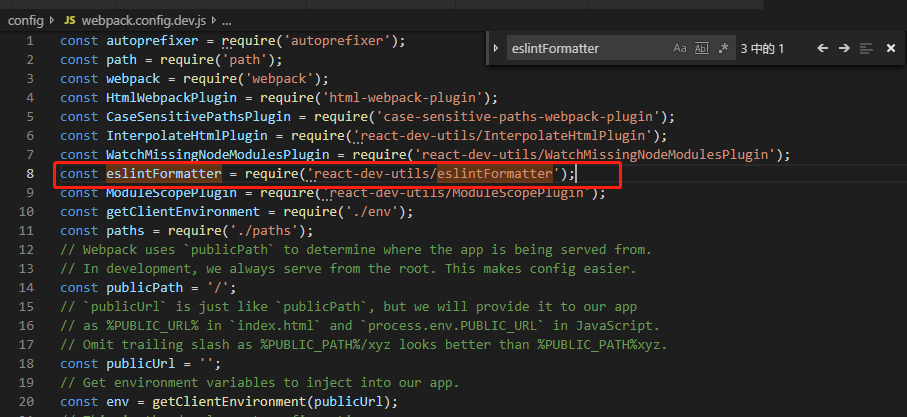 config > JS webpack.config.dev.js > ...
eslintFormatter Aa Abl .* 3 中的 1
1 const autoprefixer = require('autoprefixer');
2 const path = require('path');
3 const webpack = require('webpack');
4 const HtmlWebpackPlugin = require('html-webpack-plugin');
5 const CaseSensitivePathsPlugin = require('case-sensitive-paths-webpack-plugin');
6 const InterpolateHtmlPlugin = require('react-dev-utils/InterpolateHtmlPlugin');
7 const WatchMissingNodeModulesPlugin = require('react-dev-utils/WatchMissingNodeModulesPlugin');
8 const eslintFormatter = require('react-dev-utils/eslintFormatter');
9 const ModuleScopePlugin = require('react-dev-utils/ModuleScopePlugin');
10 const getClientEnvironment = require('./env');
11 const paths = require('./paths');
12 // Webpack uses `publicPath` to determine where the app is being served from.
13 // In development, we always serve from the root. This makes config easier.
14 const publicPath = '/';
15 // `publicUrl` is just like `publicPath`, but we will provide it to our app
16 // as %PUBLIC_URL% in `index.html` and `process.env.PUBLIC_URL` in JavaScript.
17 // Omit trailing slash as %PUBLIC_PATH%/xyz looks better than %PUBLIC_PATH%xyz.
18 const publicUrl = '';
19 // Get environment variables to inject into our app.
20 const env = getClientEnvironment(publicUrl);